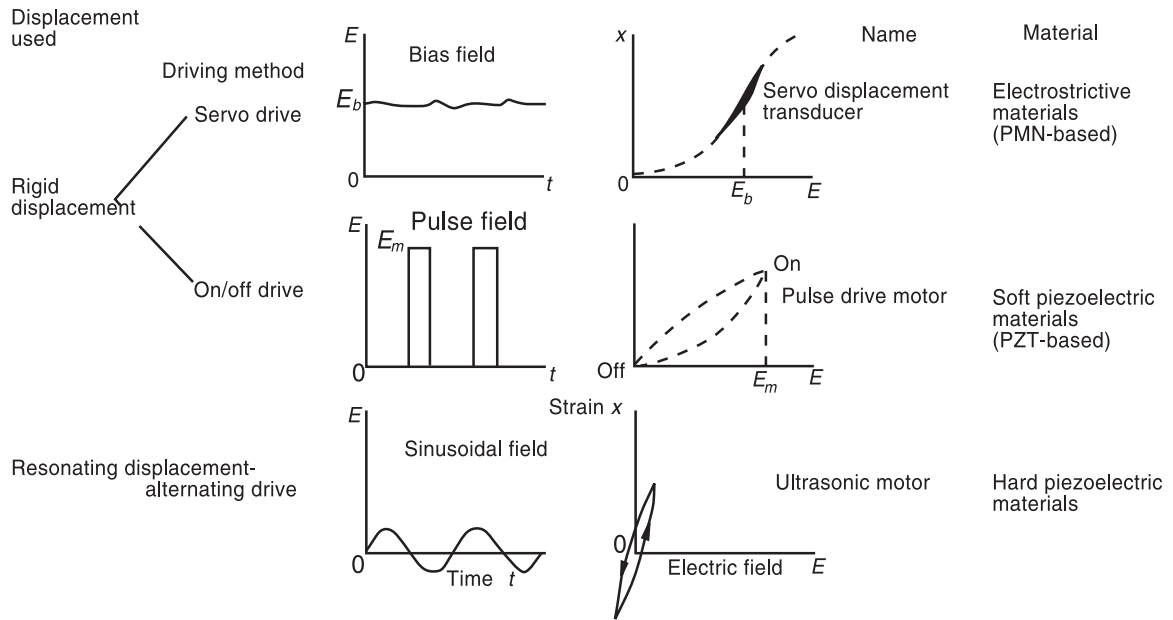 Displacement
used
Driving method
Servo drive
Rigid
displacement
On/off drive
Resonating displacement-
alternating drive
E
Bias field
E_b
0
t
x
Servo displacement
transducer
0
E_b
E
Name
Material
Electrostrictive
materials
(PMN-based)
E
Pulse field
E_m
0
t
On
Pulse drive motor
Off
E_m
E
Soft piezoelectric
materials
(PZT-based)
E
Sinusoidal field
0
Time t
Strain x
Ultrasonic motor
0
Electric field
E
Hard piezoelectric
materials